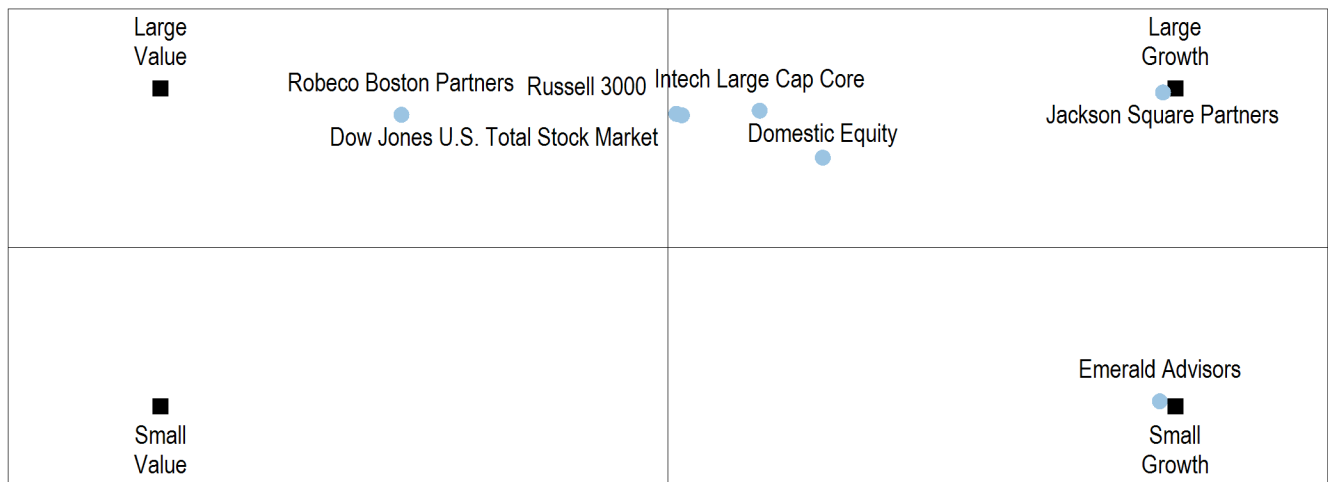 Large
Value
Large
Growth
Robeco Boston Partners
Russell 3000
Intech Large Cap Core
Jackson Square Partners
Dow Jones U.S. Total Stock Market
Domestic Equity
Emerald Advisors
Small
Value
Small
Growth